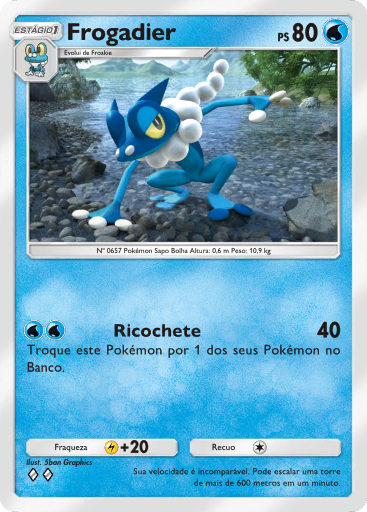 ESTÁGIO 1
Frogadier
PS 80
Evolui de Froakie
Nº 0657 Pokémon Sapo Bolha Altura: 0.6 m Peso: 10.9 kg
Ricochete 40
Troque este Pokémon por 1 dos seus Pokémon no
Banco.
Fraqueza +20 Recuo
Ilust. 5ban Graphics
Sua velocidade é incomparável. Pode escalar uma torre
de mais de 600 metros em um minuto.